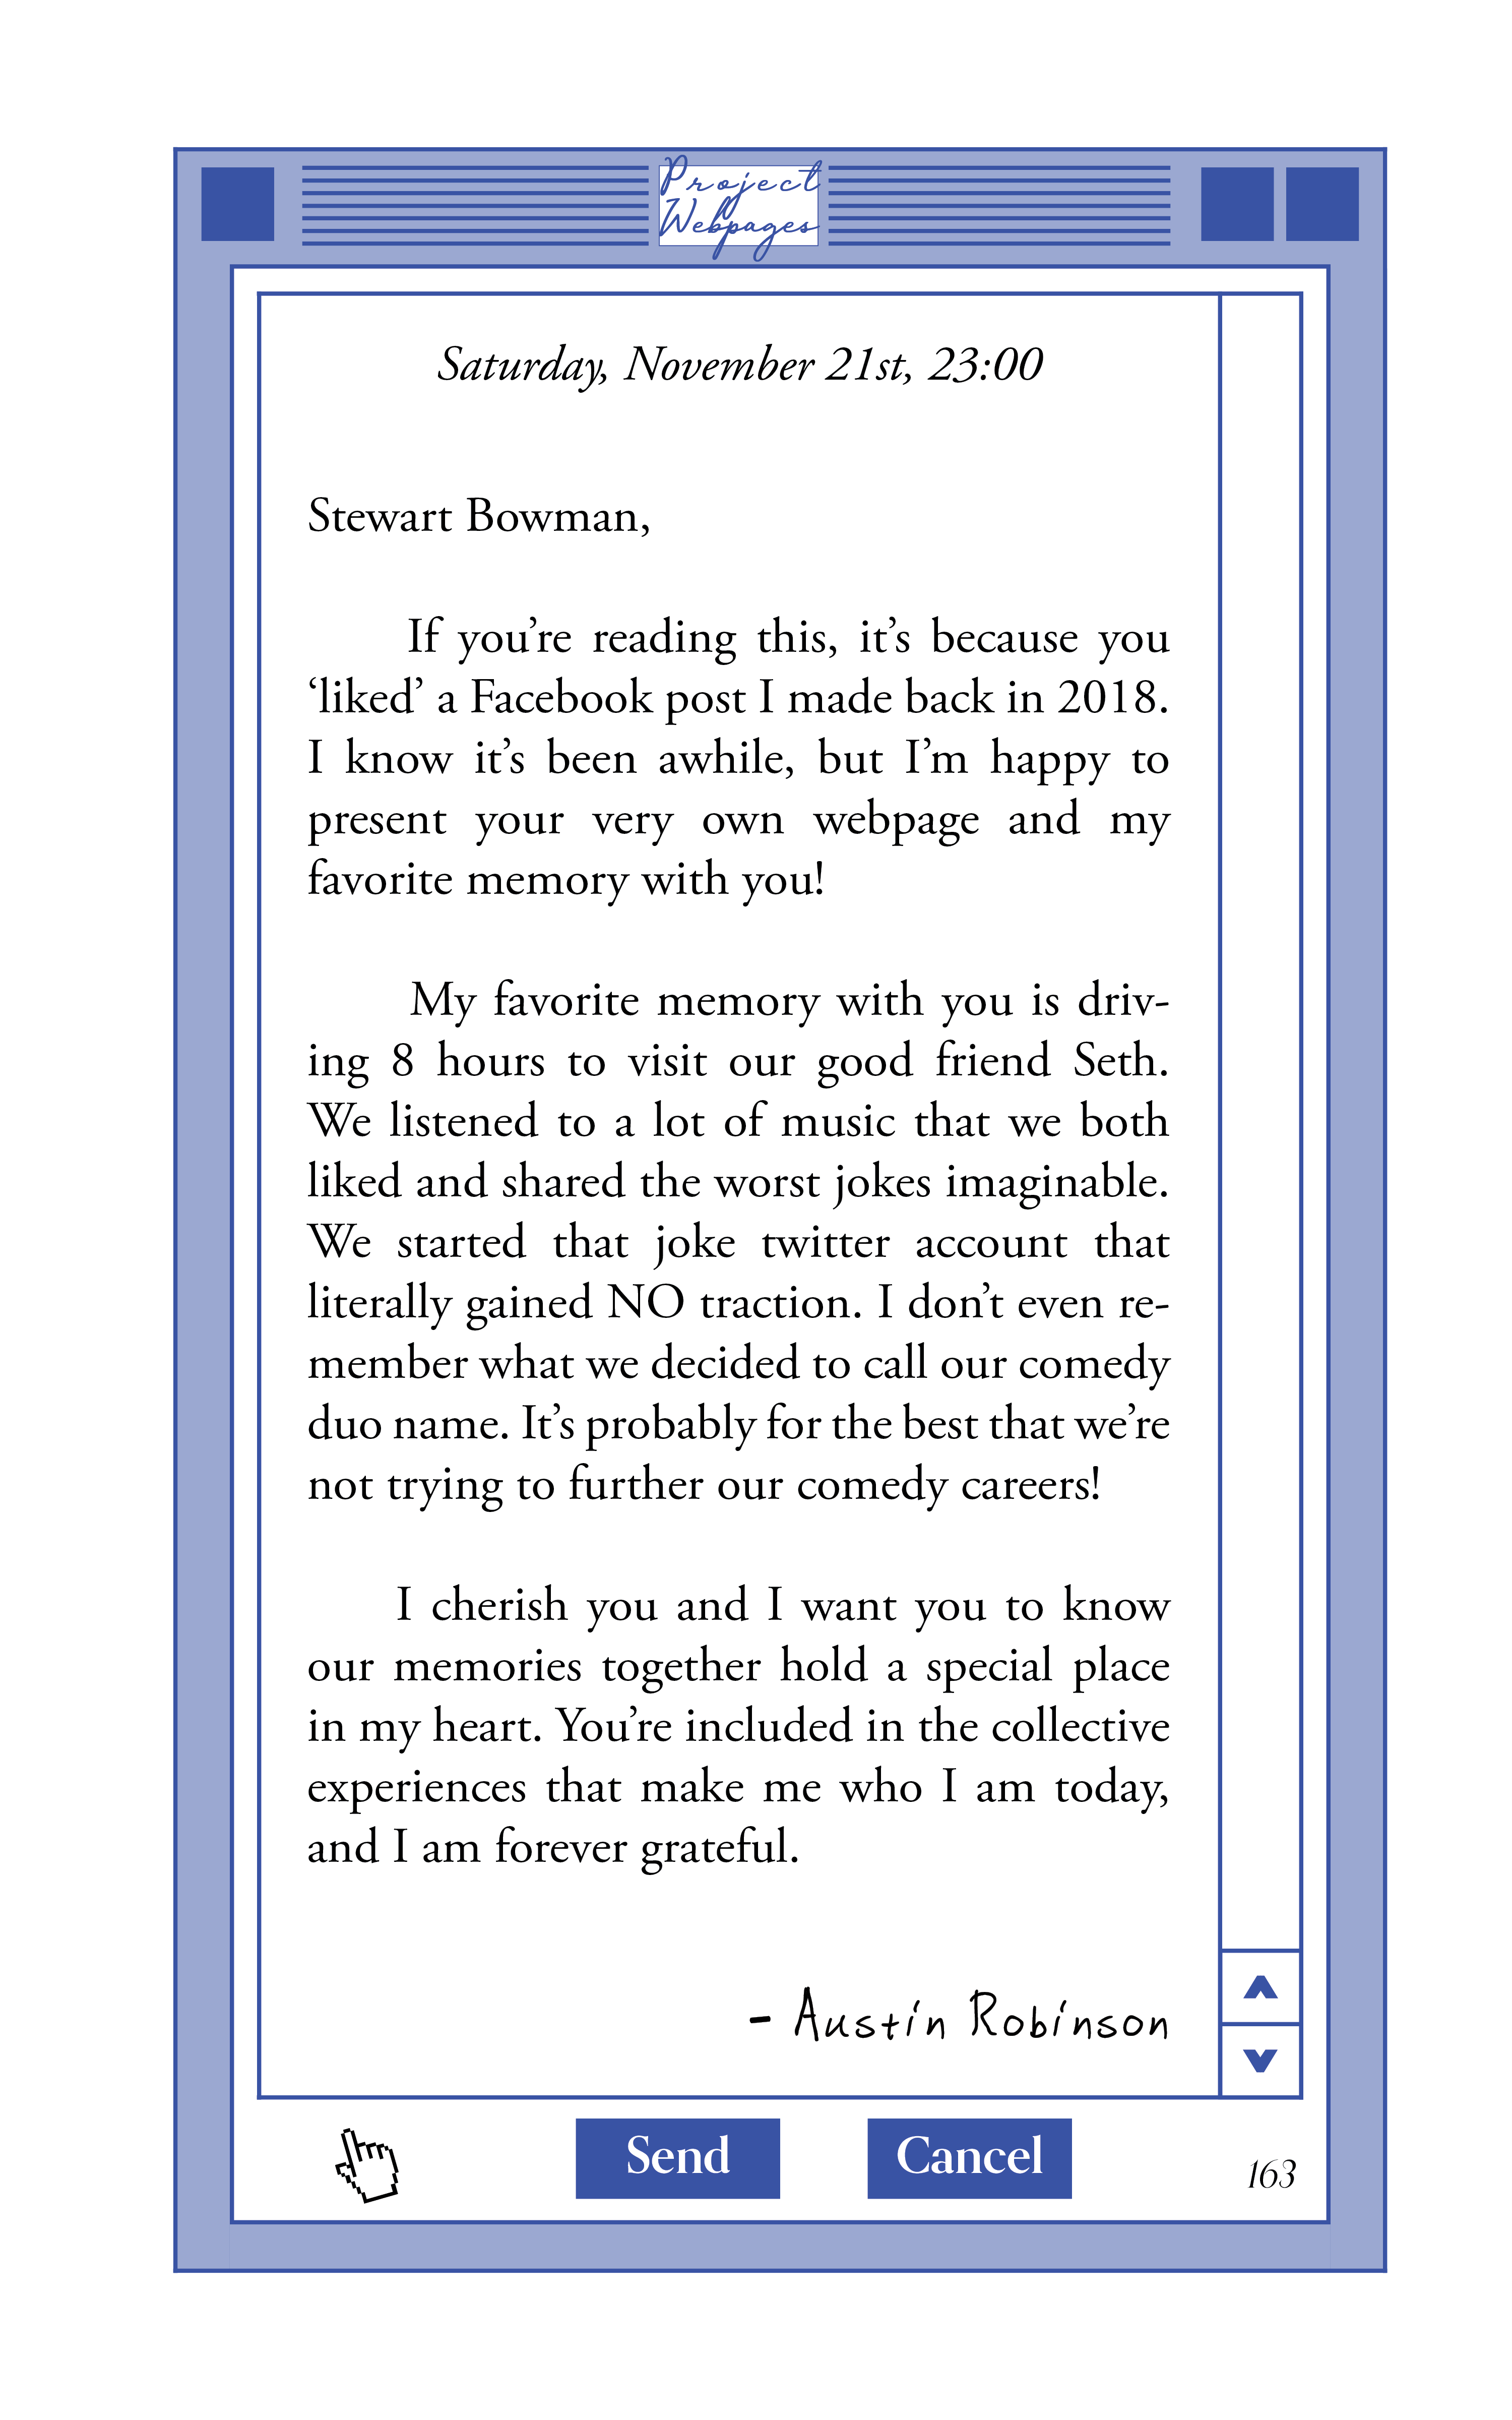 Project
Webpages
Saturday, November 21st, 23:00
Stewart Bowman,
If you’re reading this, it’s because you
‘liked’ a Facebook post I made back in 2018.
I know it’s been awhile, but I’m happy to
present your very own webpage and my
favorite memory with you!
My favorite memory with you is driv-
ing 8 hours to visit our good friend Seth.
We listened to a lot of music that we both
liked and shared the worst jokes imaginable.
We started that joke twitter account that
literally gained NO traction. I don’t even re-
member what we decided to call our comedy
duo name. It’s probably for the best that we’re
not trying to further our comedy careers!
I cherish you and I want you to know
our memories together hold a special place
in my heart. You’re included in the collective
experiences that make me who I am today,
and I am forever grateful.
- Austin Robinson
Send Cancel
163